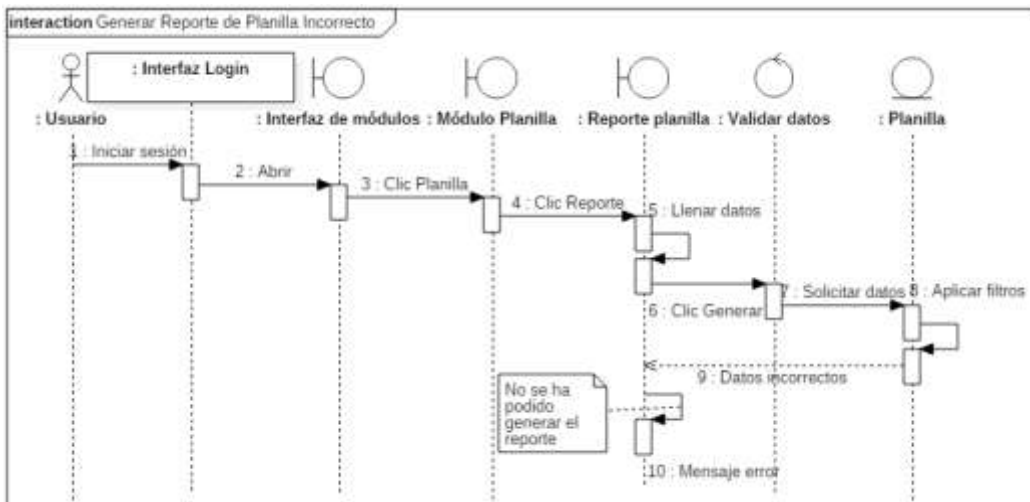 interaction Generar Reporte de Planilla Incorrecto
: Interfaz Login
: Usuario
: Interfaz de módulos
: Módulo Planilla
: Reporte planilla
: Validar datos
: Planilla
1 : Iniciar sesión
2 : Abrir
3 : Clic Planilla
4 : Clic Reporte
5 : Llenar datos
6 : Clic Generar
7 : Solicitar datos
8 : Aplicar filtros
9 : Datos incorrectos
No se ha
podido
generar el
reporte
10 : Mensaje error